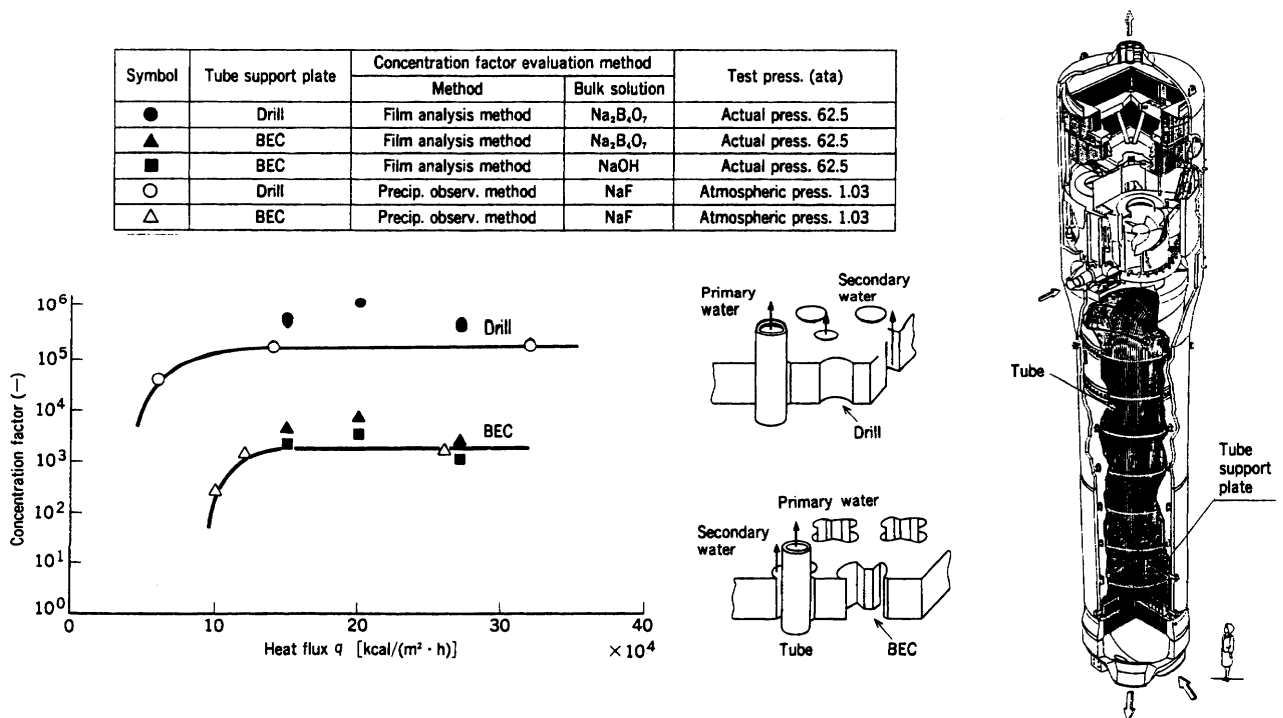 Symbol Tube support plate Concentration factor evaluation method Test press. (ata)
Method Bulk solution
● Drill Film analysis method Na₂B₄O₇ Actual press. 62.5
▲ BEC Film analysis method Na₂B₄O₇ Actual press. 62.5
■ BEC Film analysis method NaOH Actual press. 62.5
○ Drill Precip. observ. method NaF Atmospheric press. 1.03
△ BEC Precip. observ. method NaF Atmospheric press. 1.03
Concentration factor (—)
10⁶
10⁵
10⁴
10³
10²
10¹
10⁰
Drill
BEC
0 10 20 30 40
Heat flux q [kcal/(m²·h)]
×10⁴
Primary
water
Secondary
water
Drill
Primary water
Secondary
water
Tube
BEC
Tube
Tube
support
plate